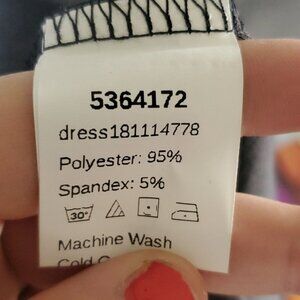 5364172
dress181114778
Polyester: 95%
Spandex: 5%
30°
Machine Wash
Cold